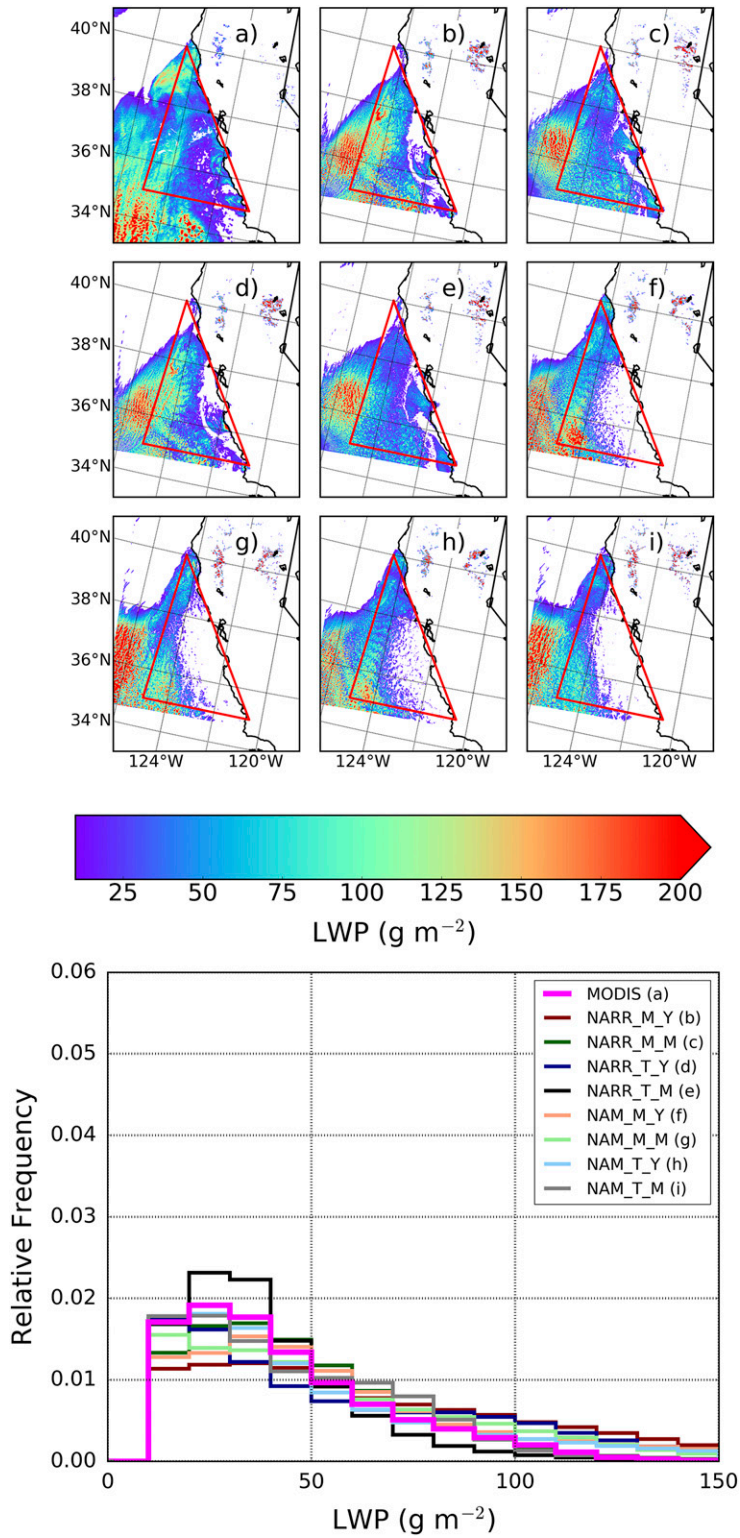 a) b) c)
40°N
38°N
36°N
34°N
d) e) f)
40°N
38°N
36°N
34°N
g) h) i)
40°N
38°N
36°N
34°N
124°W 120°W 124°W 120°W 124°W 120°W
25 50 75 100 125 150 175 200
LWP (g m⁻²)
0.06
0.05
0.04
0.03
0.02
0.01
0.00
Relative Frequency
MODIS (a)
NARR_M_Y (b)
NARR_M_M (c)
NARR_T_Y (d)
NARR_T_M (e)
NAM_M_Y (f)
NAM_M_M (g)
NAM_T_Y (h)
NAM_T_M (i)
0 50 100 150
LWP (g m⁻²)